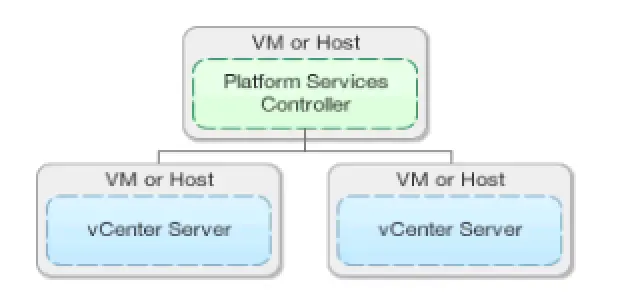 VM or Host
Platform Services
Controller
VM or Host
vCenter Server
VM or Host
vCenter Server